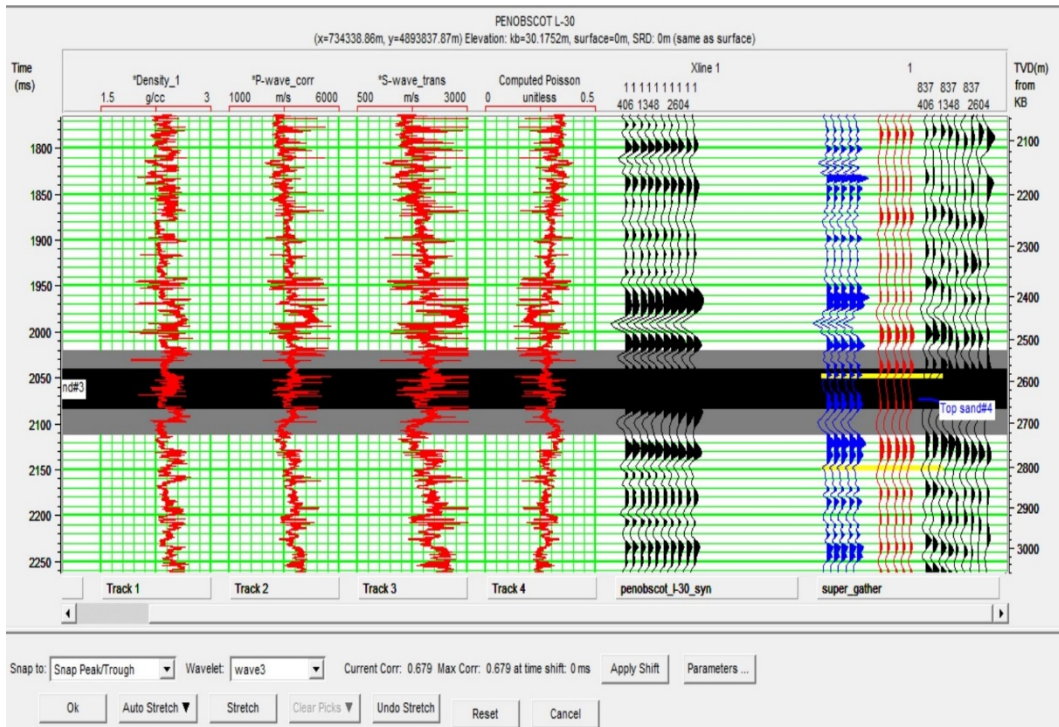 PENOBSCOT L-30
(x=734338.86m, y=4893837.87m) Elevation: kb=30.1752m, surface=0m, SRD: 0m (same as surface)
Time
(ms)
*Density_1
1.5 g/cc 3
*P-wave_corr
1000 m/s 6000
*S-wave_trans
500 m/s 3000
Computed Poisson
0 unitless 0.5
Xline 1
1 1 1 1 1 1 1 1 1 1 1
406 1348 2604
1
837 837 837
406 1348 2604
TVD(m)
from
KB
1800
1850
1900
1950
2000
2050
2100
2150
2200
2250
nd#3
Top sand#4
2100
2200
2300
2400
2500
2600
2700
2800
2900
3000
Track 1
Track 2
Track 3
Track 4
penobscot_l-30_syn
super_gather
Snap to: Snap Peak/Trough Wavelet: wave3 Current Corr: 0.679 Max Corr: 0.679 at time shift: 0 ms Apply Shift Parameters ...
Ok Auto Stretch ▼ Stretch Clear Picks ▼ Undo Stretch Reset Cancel